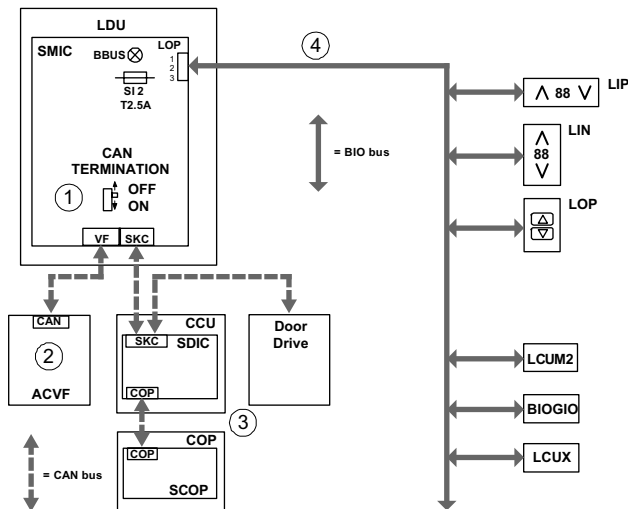 LDU
SMIC
BBUS
LOP
1
2
3
SI 2
T2.5A
4
= BIO bus
CAN
TERMINATION
1
OFF
ON
VF
SKC
LIP
88
LIN
88
LOP
CAN
2
ACVF
CCU
SKC
SDIC
COP
Door
Drive
3
COP
COP
SCOP
= CAN bus
LCUM2
BIOGIO
LCUX